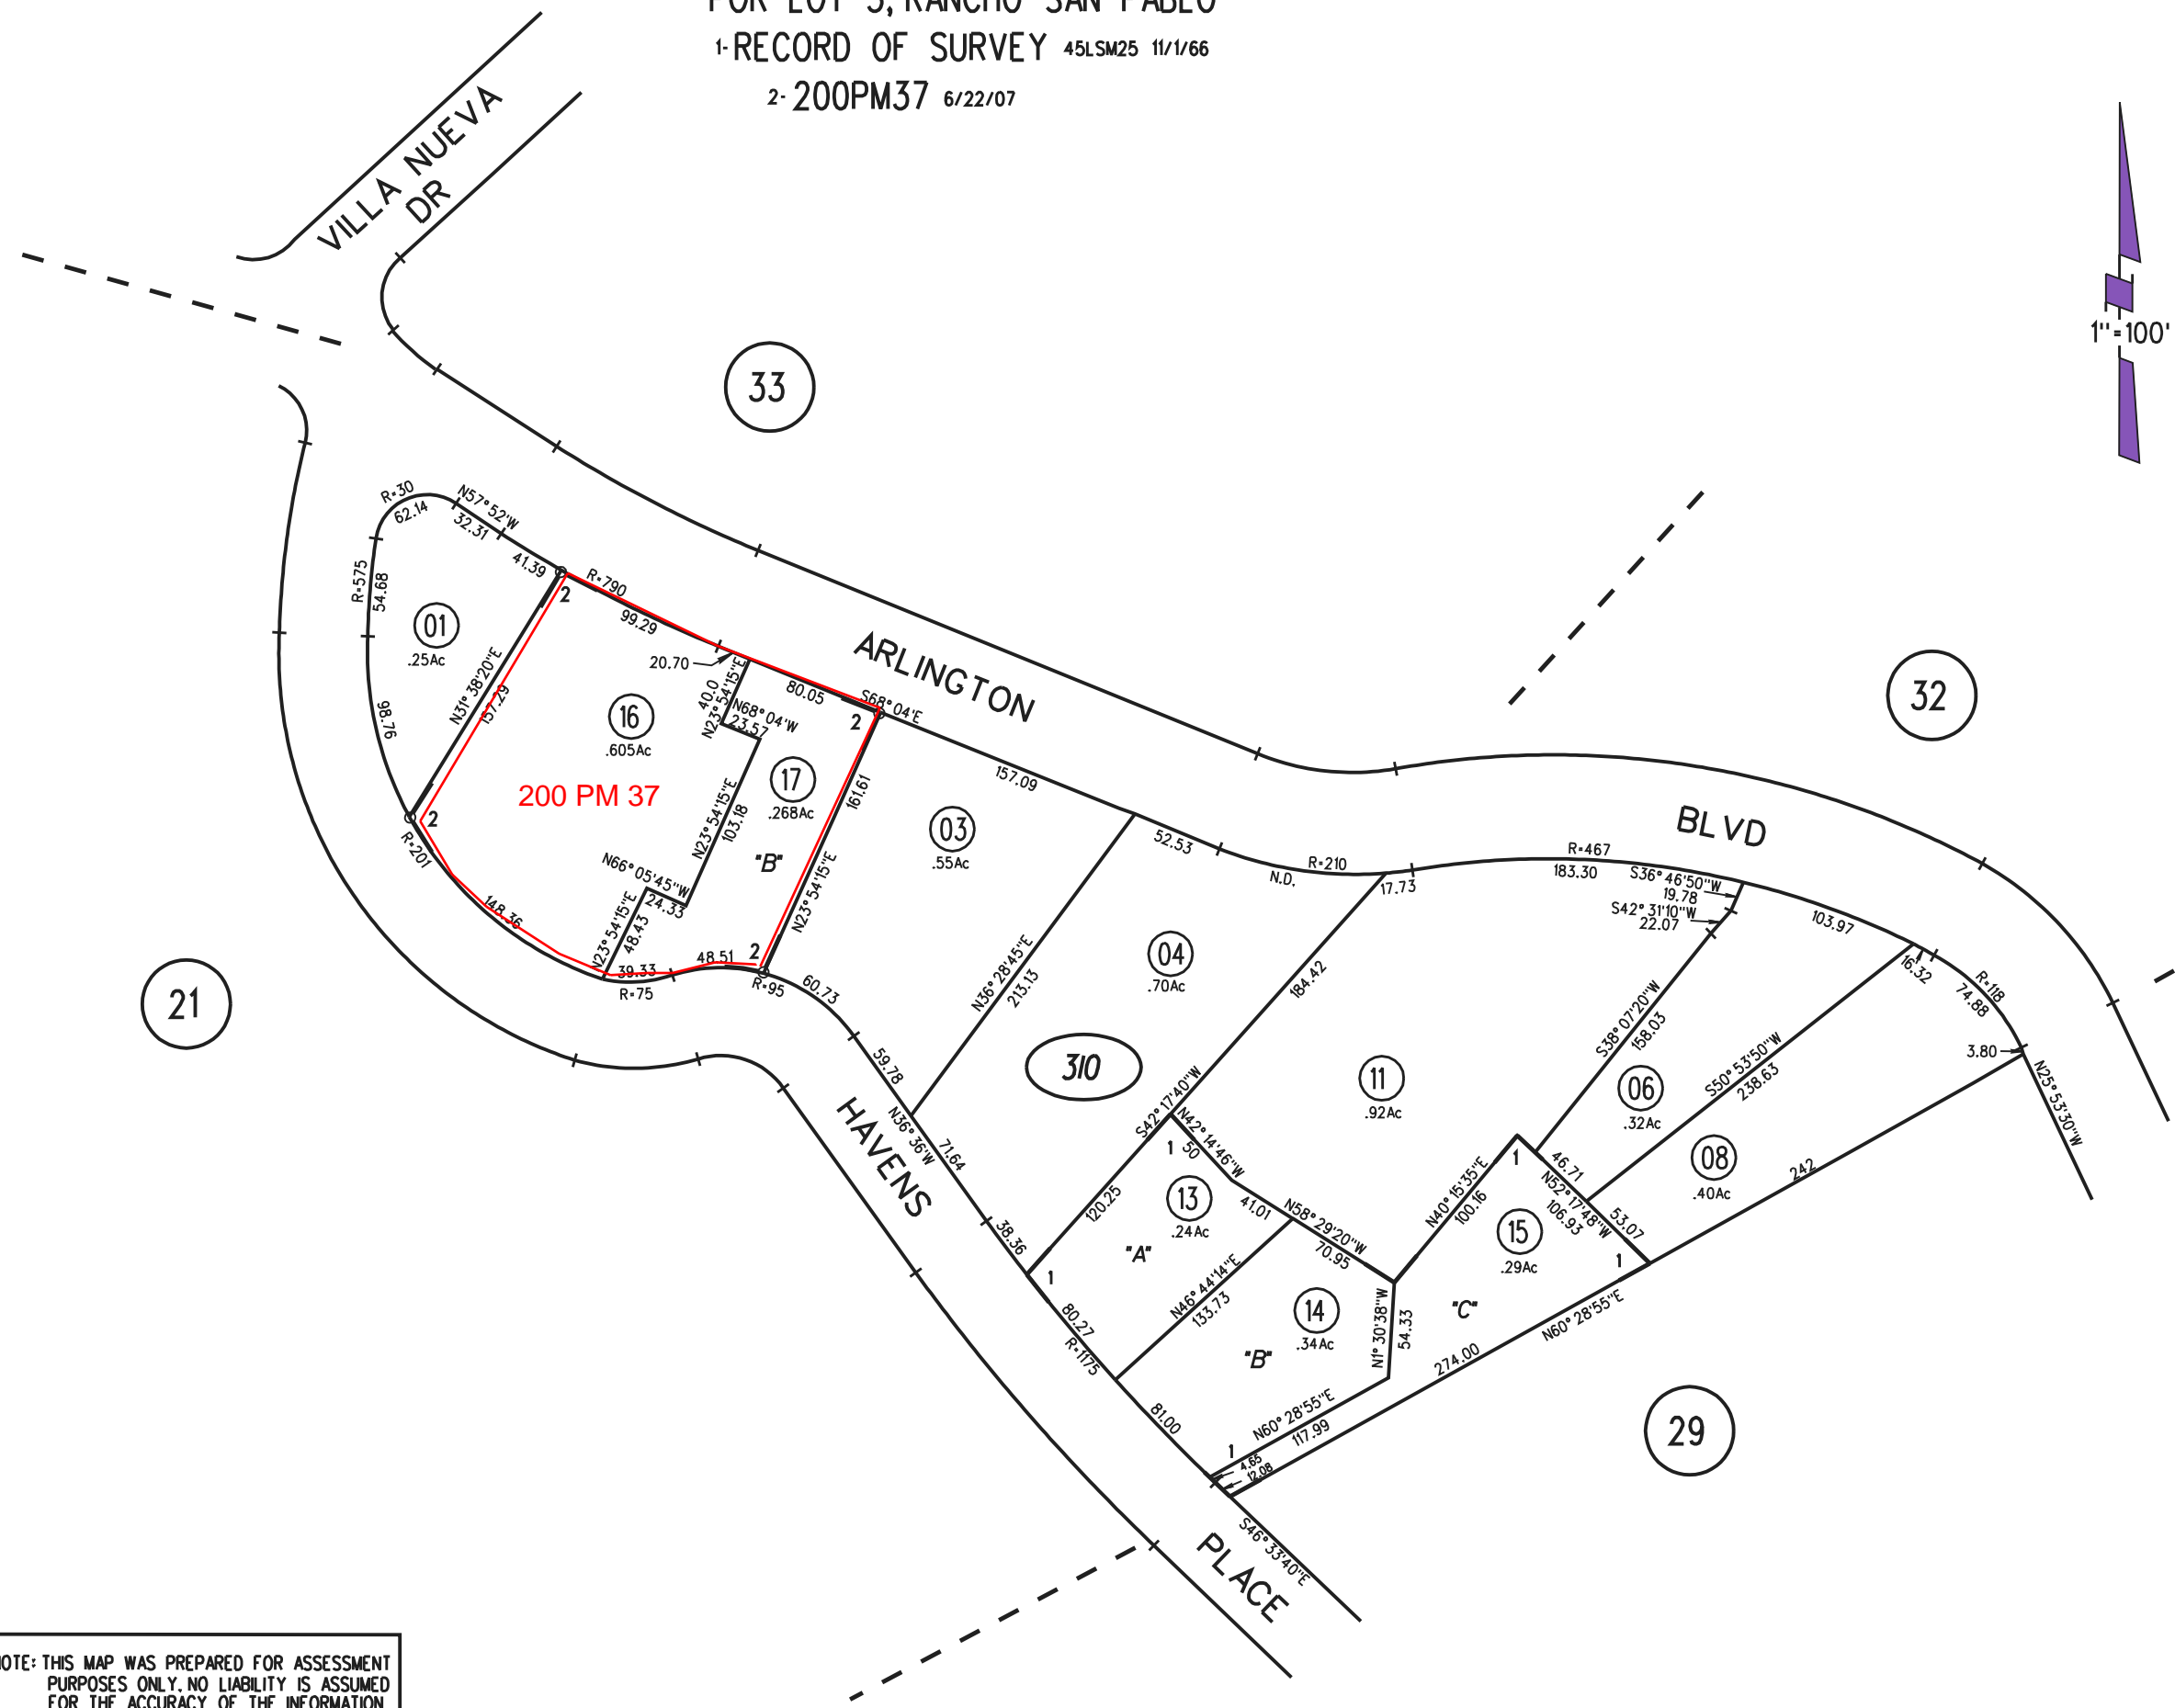 POR LOT 5, RANCHO SAN PABLO
1- RECORD OF SURVEY 45LSM25 11/1/66
2- 200PM37 6/22/07
VILLA NUEVA
DR
1"=100'
33
32
21
29
310
ARLINGTON
BLVD
HAVENS
PLACE
R=30
62.14
N57°52'W
32.31
41.39
R=575
54.68
01
.25Ac
98.76
N31°38'20"E
157.29
2
R=790
99.29
20.70
40.0
N23°54'15"E
80.05
S68°04'E
2
N68°04'W
23.57
16
.605Ac
200 PM 37
17
.268Ac
"B"
N23°54'15"E
103.18
161.61
N23°54'15"E
N66°05'45"W
24.33
N23°54'15"E
48.43
2
R=201
148.36
39.33
R=75
48.51
2
R=95
60.73
157.09
03
.55Ac
59.78
N36°36'W
71.64
38.36
N36°28'45"E
213.13
52.53
R=210
N.D.
17.73
04
.70Ac
184.42
S42°17'40"W
R=467
183.30
S36°46'50"W
19.78
S42°31'10"W
22.07
103.97
16.32
R=118
74.88
3.80
N25°53'30"W
11
.92Ac
S38°07'20"W
158.03
06
.32Ac
S50°53'50"W
238.63
08
.40Ac
242
N42°14'46"W
1
50
13
.24Ac
"A"
120.25
41.01
N58°29'20"W
70.95
1
80.27
R=1175
N46°44'14"E
133.73
14
.34Ac
"B"
81.00
N1°30'38"W
54.33
N40°15'35"E
100.16
1
46.71
N52°17'48"W
106.93
53.07
15
.29Ac
"C"
1
N60°28'55"E
274.00
N60°28'55"E
117.99
1
4.65
12.08
S46°33'40"E
NOTE: THIS MAP WAS PREPARED FOR ASSESSMENT
PURPOSES ONLY. NO LIABILITY IS ASSUMED
FOR THE ACCURACY OF THE INFORMATION